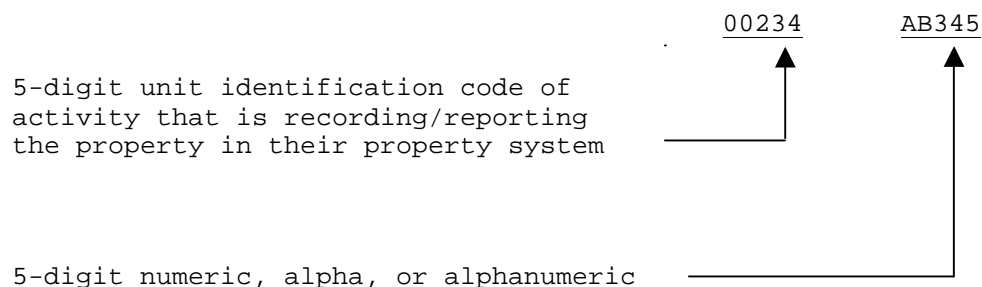 00234 AB345
5-digit unit identification code of
activity that is recording/reporting
the property in their property system
5-digit numeric, alpha, or alphanumeric